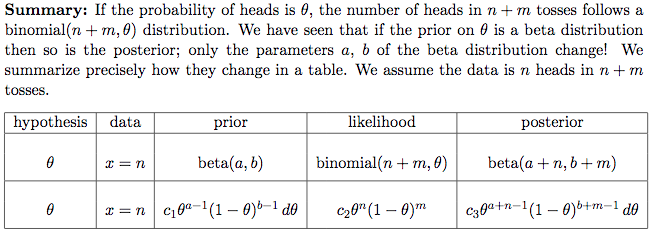 Summary: If the probability of heads is θ, the number of heads in n + m tosses follows a
binomial(n + m, θ) distribution. We have seen that if the prior on θ is a beta distribution
then so is the posterior; only the parameters a, b of the beta distribution change! We
summarize precisely how they change in a table. We assume the data is n heads in n + m
tosses.
hypothesis data prior likelihood posterior
θ x = n beta(a, b) binomial(n + m, θ) beta(a + n, b + m)
θ x = n c₁θ^{a−1}(1 − θ)^{b−1} dθ c₂θ^{n}(1 − θ)^{m} c₃θ^{a+n−1}(1 − θ)^{b+m−1} dθ